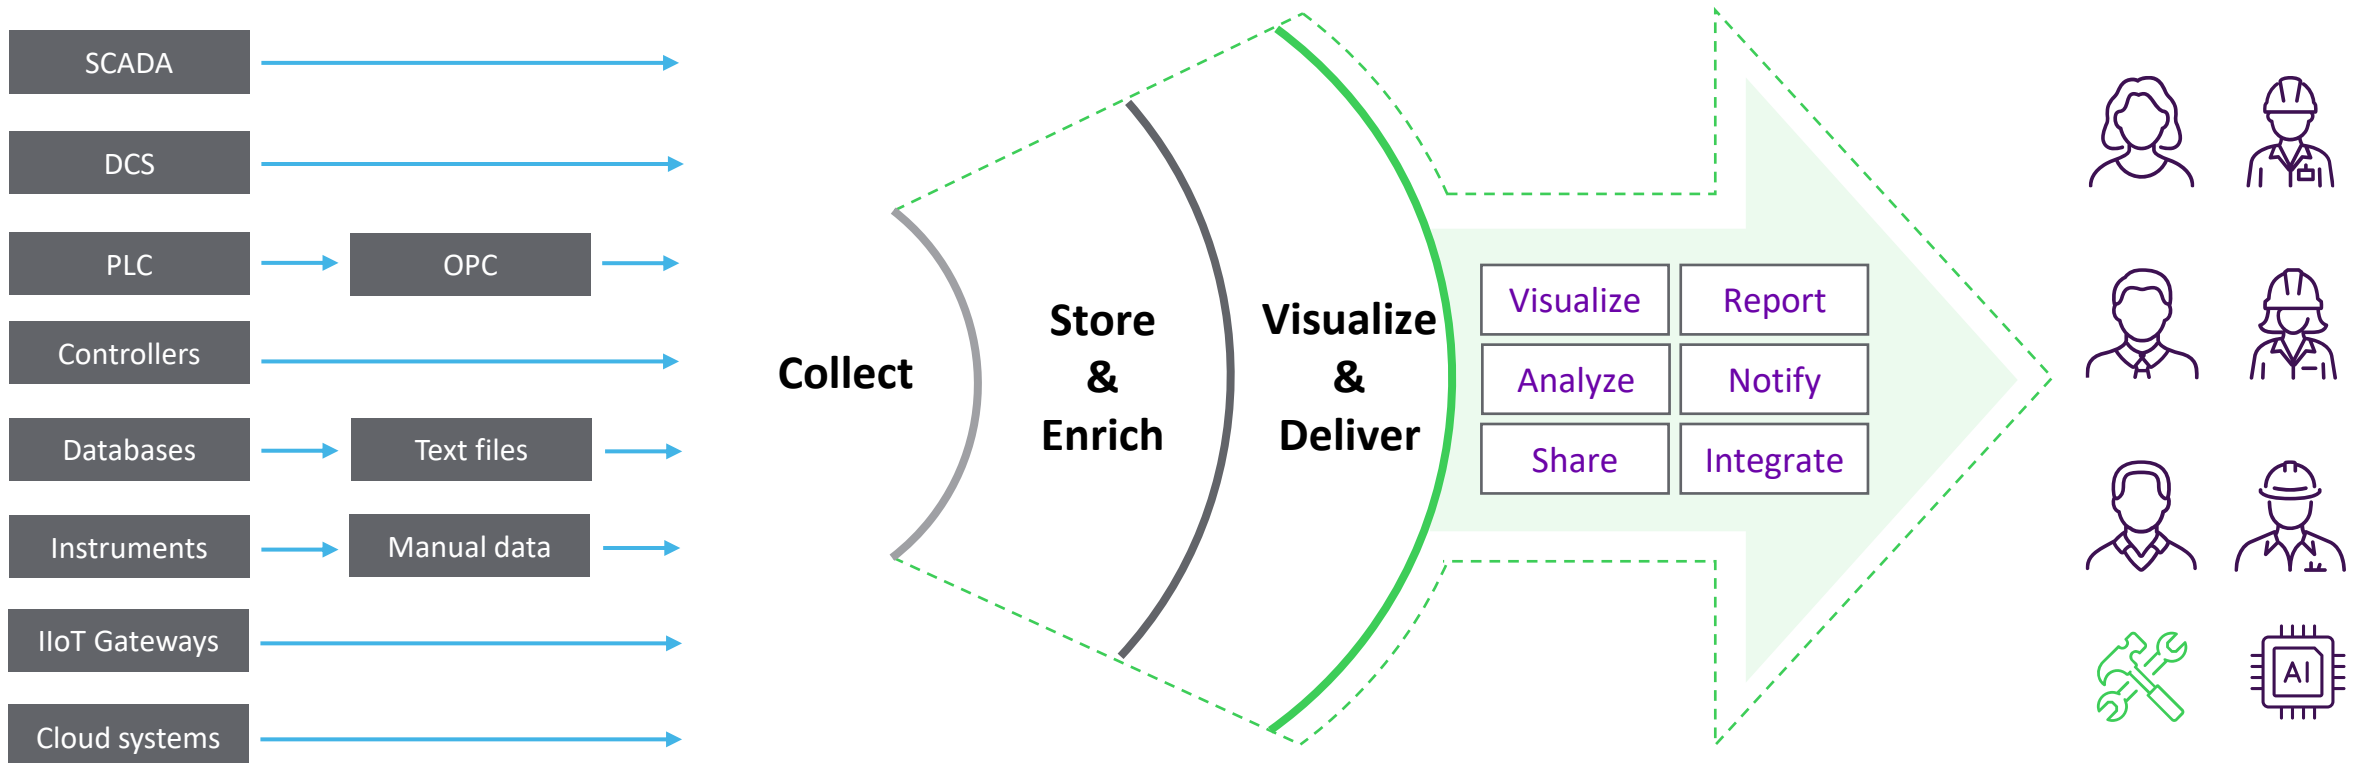 SCADA
DCS
PLC
OPC
Controllers
Databases
Text files
Instruments
Manual data
IIoT Gateways
Cloud systems
Collect
Store
&
Enrich
Visualize
&
Deliver
Visualize
Report
Analyze
Notify
Share
Integrate
AI